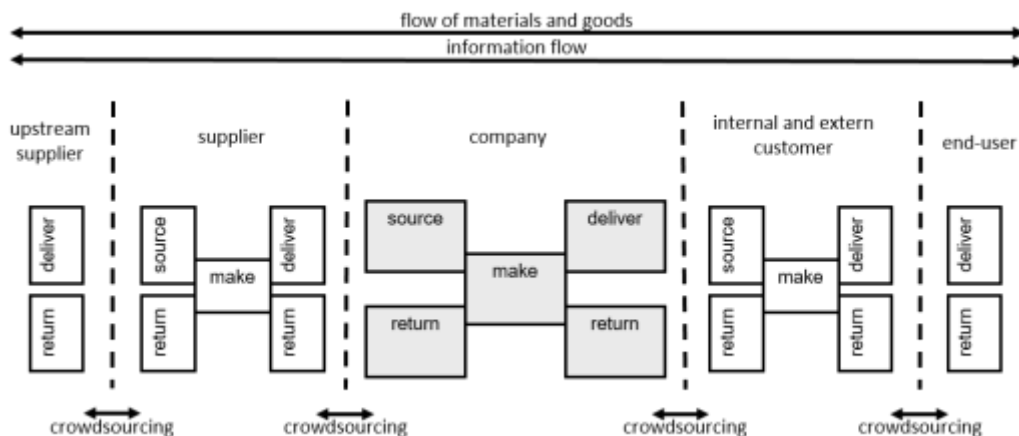 flow of materials and goods
information flow
upstream
supplier
supplier
company
internal and extern
customer
end-user
deliver
return
source
return
make
deliver
return
source
return
make
deliver
return
source
return
make
deliver
return
deliver
return
crowdsourcing
crowdsourcing
crowdsourcing
crowdsourcing